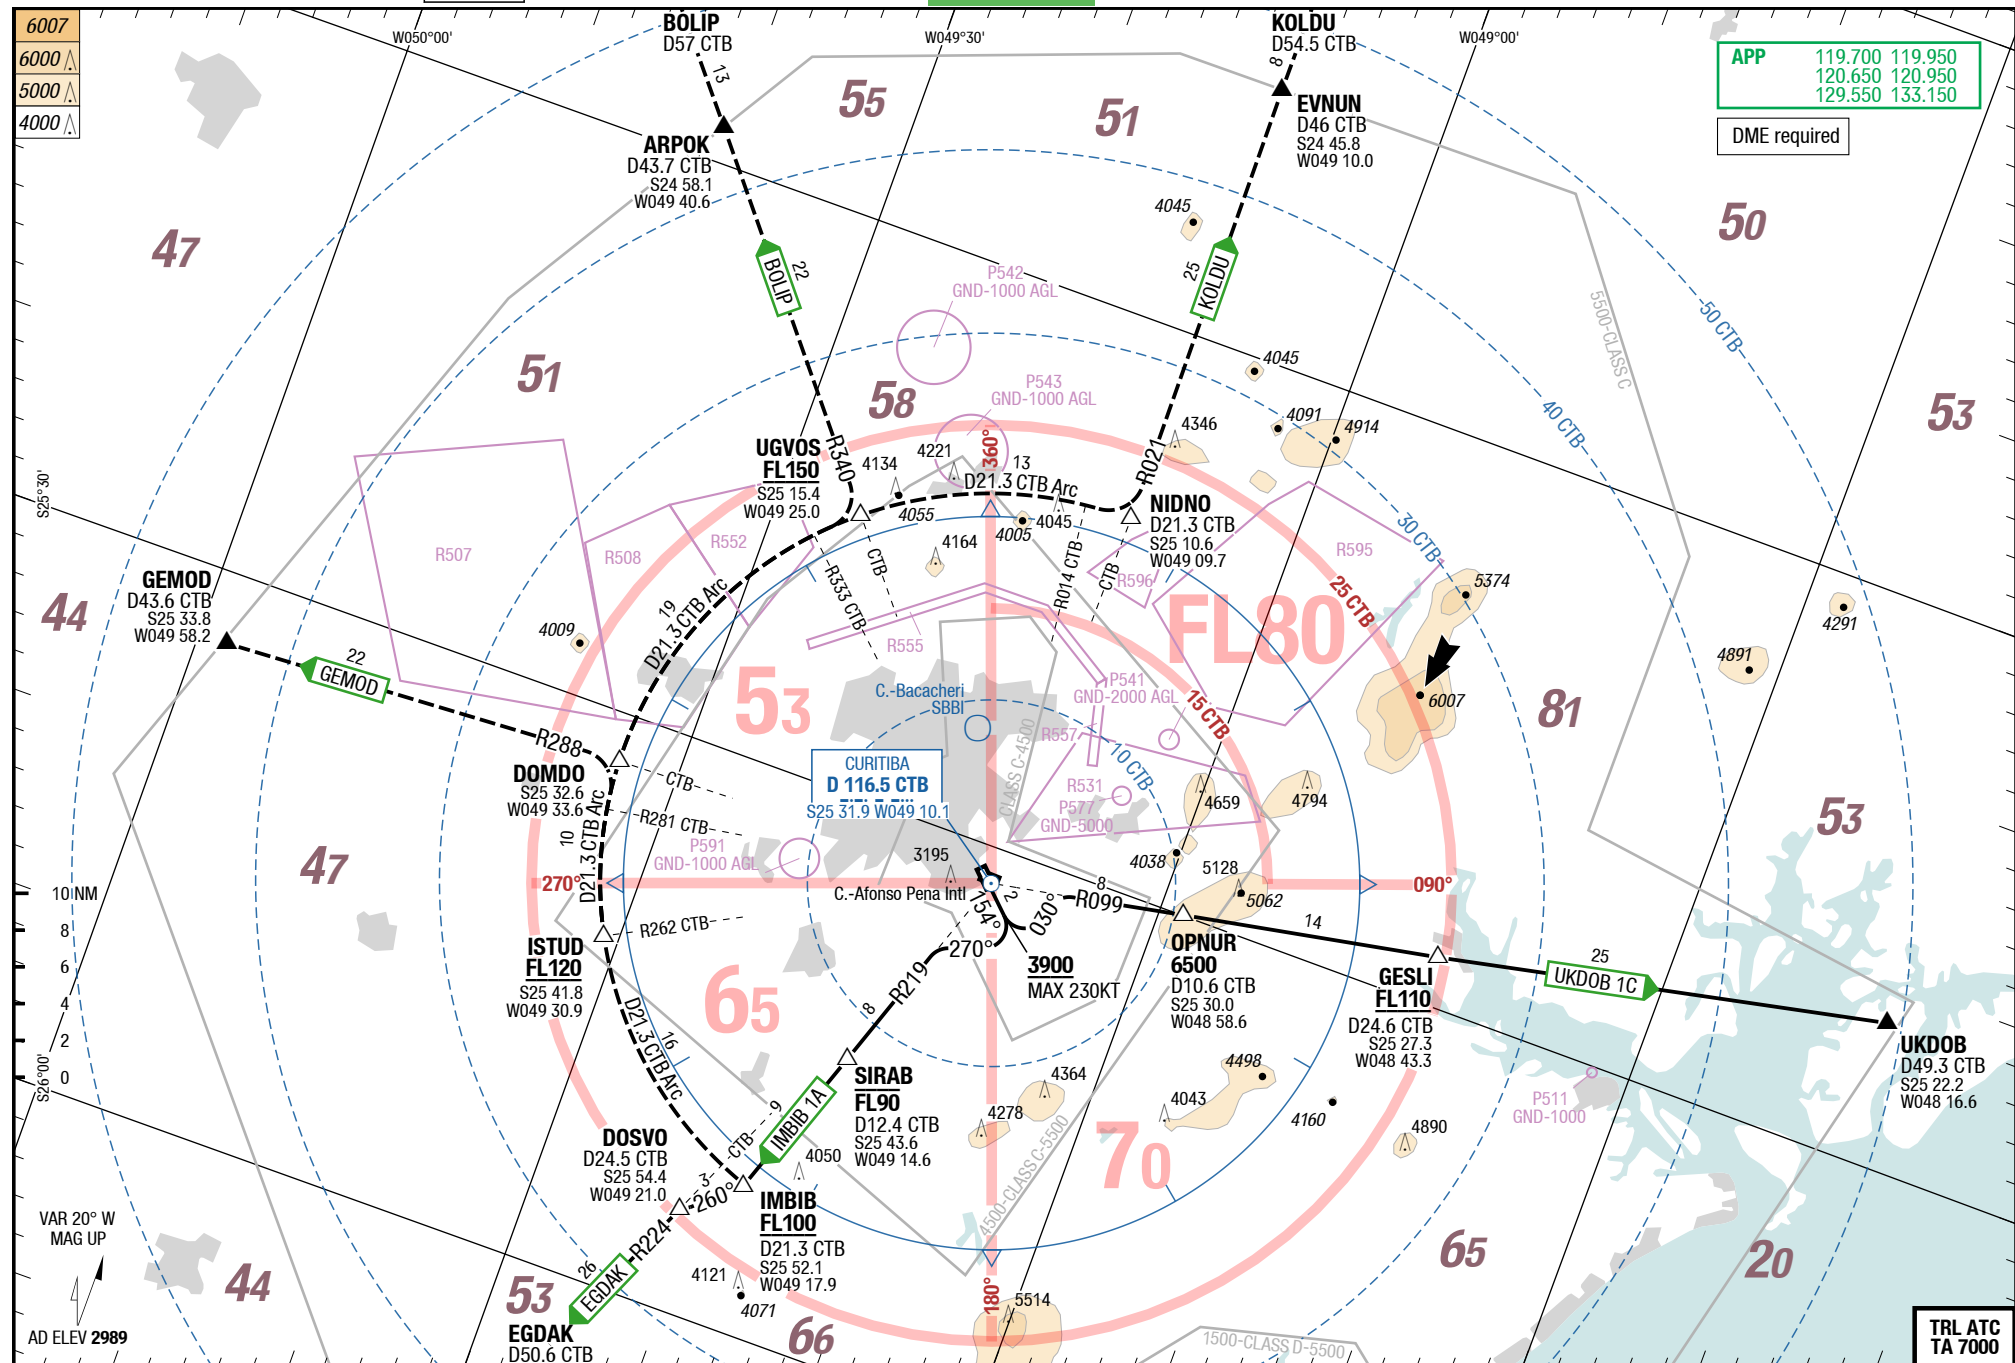 6007
6000
5000
4000
BOLIP
D57 CTB
KOLDU
D54.5 CTB
W050°00'
W049°30'
W049°00'
13
8
APP
119.700 119.950
120.650 120.950
129.550 133.150
DME required
55
51
50
47
ARPOK
D43.7 CTB
S24 58.1
W049 40.6
EVNUN
D46 CTB
S24 45.8
W049 10.0
4045
BOLIP
22
KOLDU
25
P542
GND-1000 AGL
5500-CLASS C
50 CTB
51
58
P543
GND-1000 AGL
4045
4091
4914
4346
40 CTB
53
UGVOS
FL150
S25 15.4
W049 25.0
R340
4134
4221
360°
13
D21.3 CTB Arc
R021
4055
4005
4045
NIDNO
D21.3 CTB
S25 10.6
W049 09.7
S25°30'
R507
R508
R552
4164
CTB
R333 CTB
R014 CTB
CTB
R596
R595
30 CTB
GEMOD
D43.6 CTB
S25 33.8
W049 58.2
44
19
D21.3 CTB Arc
4009
R555
FL80
25 CTB
5374
4291
4891
22
GEMOD
53
C.-Bacacheri
SBBI
P541
GND-2000 AGL
15 CTB
6007
81
R288
DOMDO
S25 32.6
W049 33.6
CTB
CURITIBA
D 116.5 CTB
S25 31.9 W049 10.1
CLASS C-4500
R557
10 CTB
R531
P577
GND-5000
4659
4794
53
10
D21.3 CTB Arc
R281 CTB
P591
GND-1000 AGL
47
3195
C.-Afonso Pena Intl
4038
5128
5062
270°
090°
10 NM
8
6
4
2
0
S26°00'
154°
2
030°
8
R099
14
R262 CTB
ISTUD
FL120
S25 41.8
W049 30.9
270°
R219
8
3900
MAX 230KT
OPNUR
6500
D10.6 CTB
S25 30.0
W048 58.6
GESLI
FL110
D24.6 CTB
S25 27.3
W048 43.3
25
UKDOB 1C
UKDOB
D49.3 CTB
S25 22.2
W048 16.6
65
D21.3 CTB Arc
16
SIRAB
FL90
D12.4 CTB
S25 43.6
W049 14.6
IMBIB 1A
9
CTB
4364
4278
4498
4043
4160
4890
P511
GND-1000
70
4500-CLASS C-5500
DOSVO
D24.5 CTB
S25 54.4
W049 21.0
3
260°
4050
IMBIB
FL100
D21.3 CTB
S25 52.1
W049 17.9
VAR 20° W
MAG UP
AD ELEV 2989
44
53
R224
26
EGDAK
EGDAK
D50.6 CTB
4121
4071
66
180°
5514
65
20
1500-CLASS D-5500
TRL ATC
TA 7000